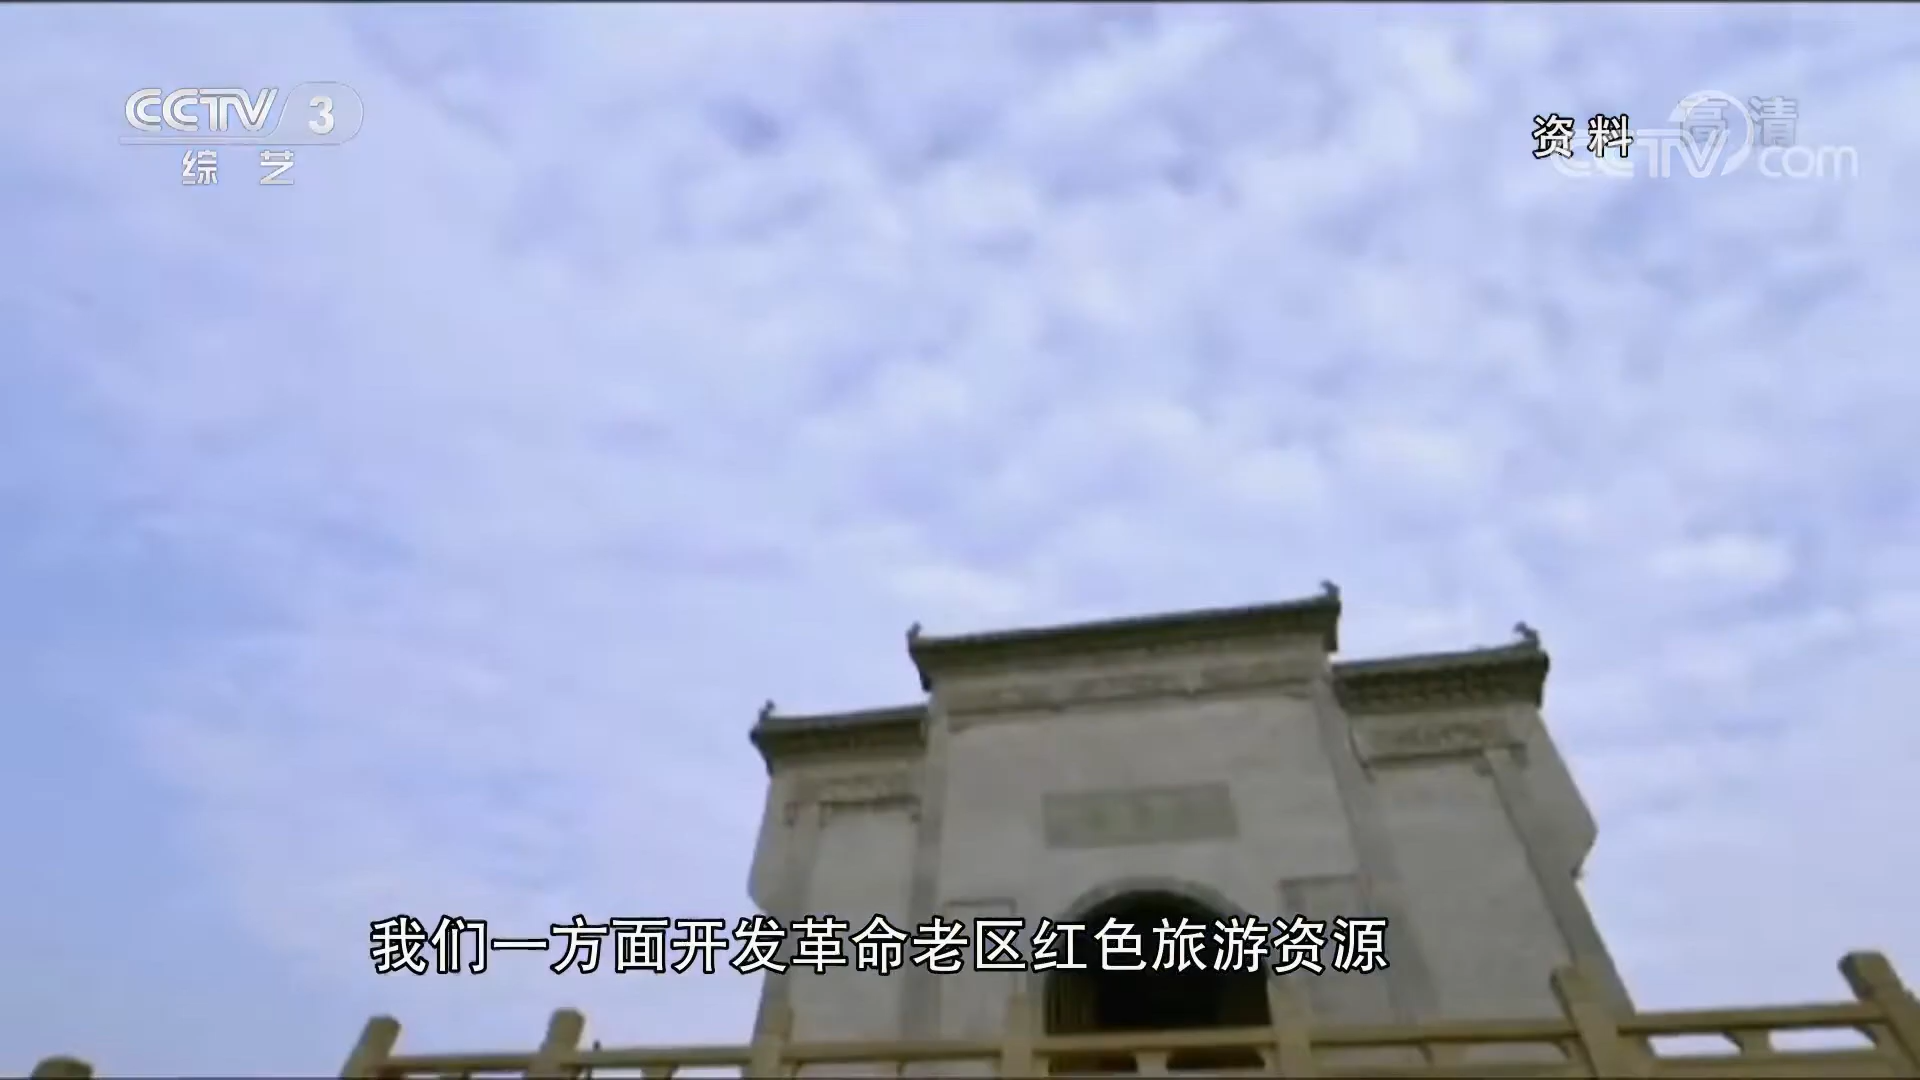 CCTV 3
综 艺
资料
高清
CCTV.com
我们一方面开发革命老区红色旅游资源